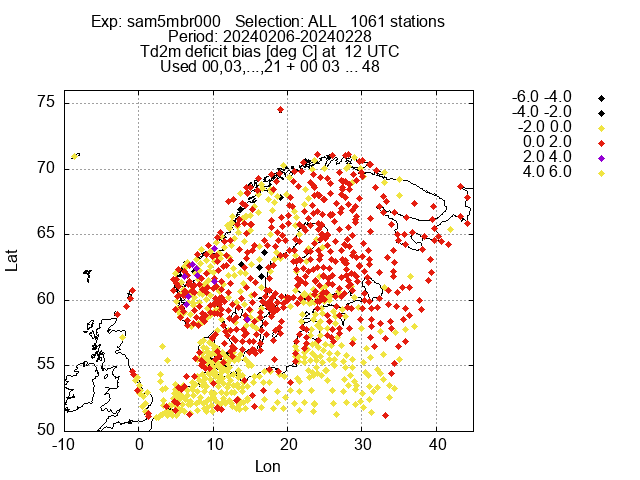 Exp: sam5mbr000 Selection: ALL 1061 stations
Period: 20240206-20240228
Td2m deficit bias [deg C] at 12 UTC
Used 00,03,...,21 + 00 03 ... 48
75
70
65
60
55
50
-10 0 10 20 30 40
Lat
Lon
-6.0 -4.0
-4.0 -2.0
-2.0 0.0
0.0 2.0
2.0 4.0
4.0 6.0